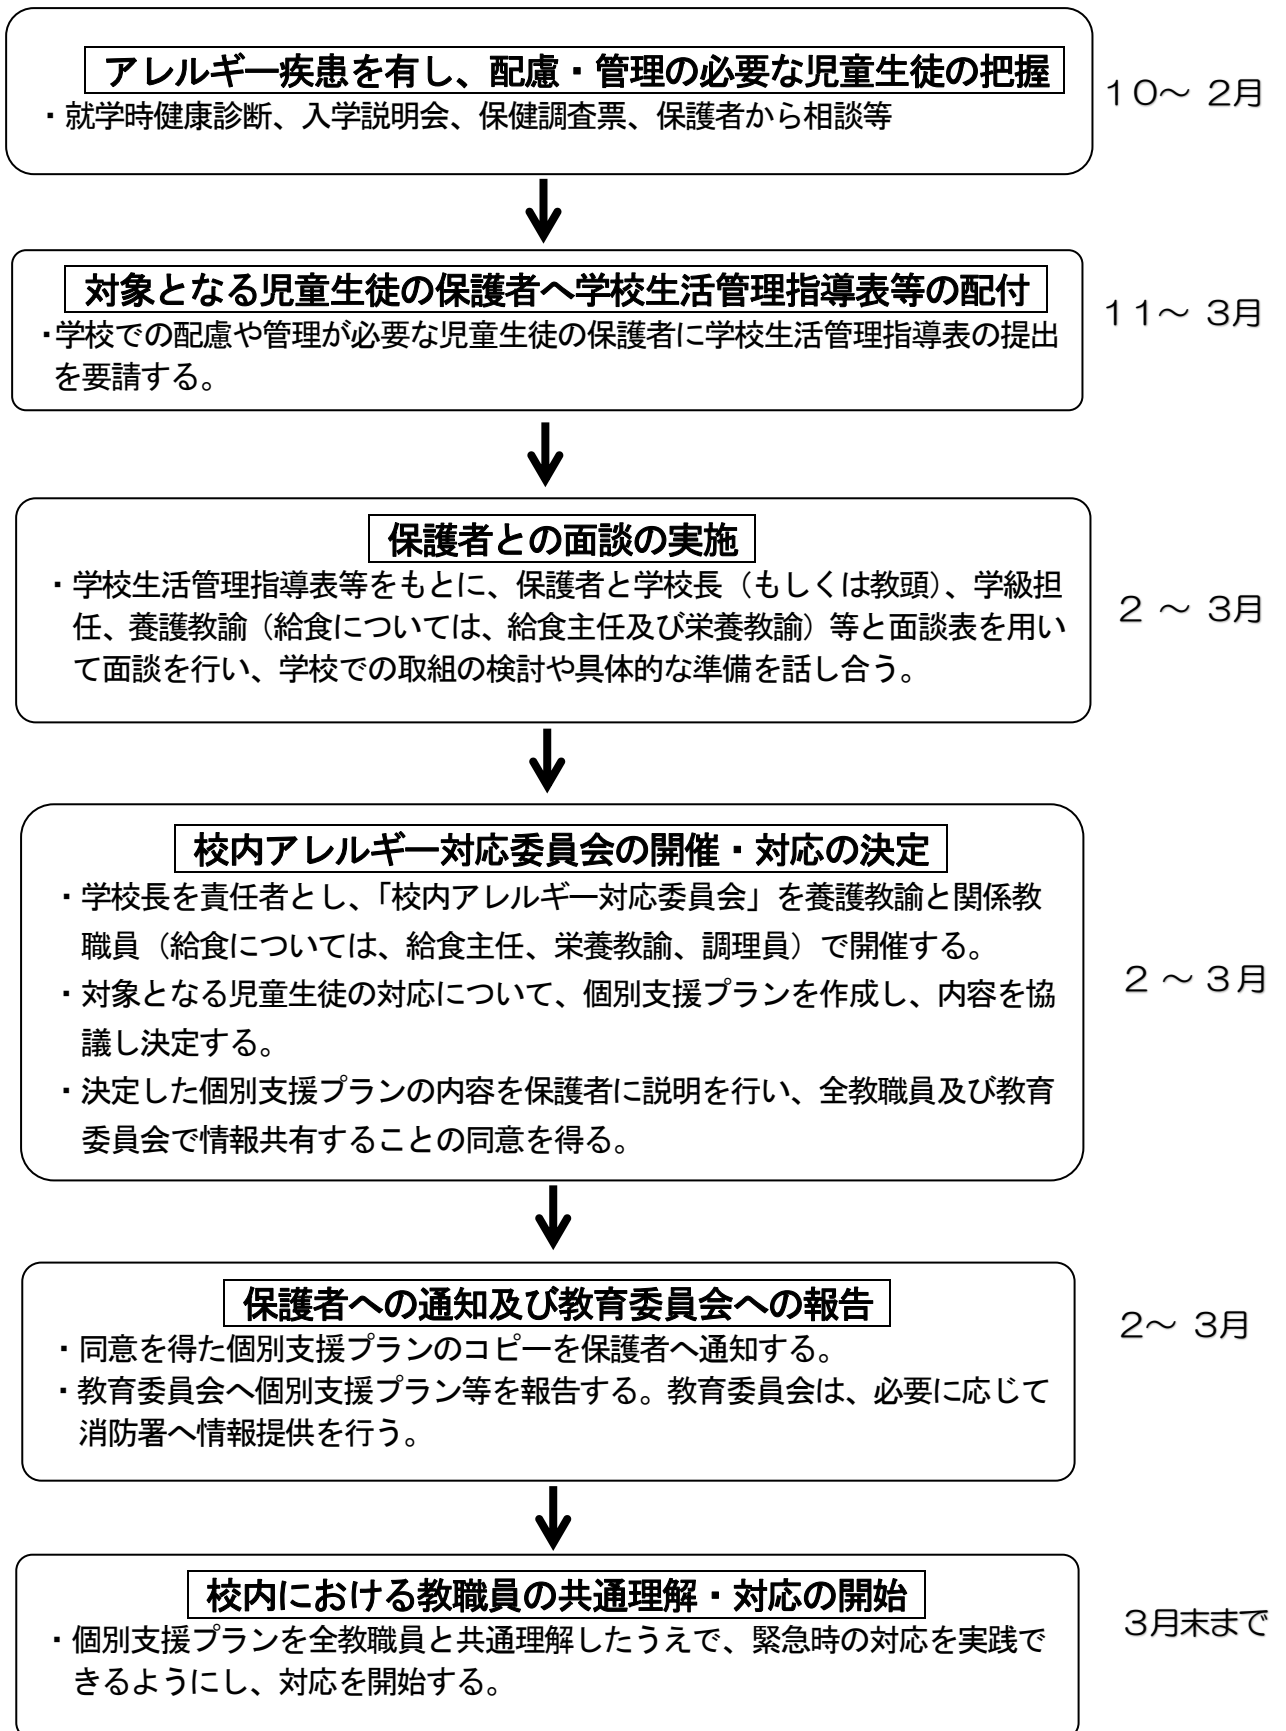 アレルギー疾患を有し、配慮・管理の必要な児童生徒の把握
・就学時健康診断、入学説明会、保健調査票、保護者から相談等
１０～ ２月
対象となる児童生徒の保護者へ学校生活管理指導表等の配付
・学校での配慮や管理が必要な児童生徒の保護者に学校生活管理指導表の提出
を要請する。
１１～ ３月
保護者との面談の実施
・学校生活管理指導表等をもとに、保護者と学校長（もしくは教頭）、学級担
任、養護教諭（給食については、給食主任及び栄養教諭）等と面談表を用い
て面談を行い、学校での取組の検討や具体的な準備を話し合う。
２ ～ ３月
校内アレルギー対応委員会の開催・対応の決定
・学校長を責任者とし、「校内アレルギー対応委員会」を養護教諭と関係教
職員（給食については、給食主任、栄養教諭、調理員）で開催する。
・対象となる児童生徒の対応について、個別支援プランを作成し、内容を協
議し決定する。
・決定した個別支援プランの内容を保護者に説明を行い、全教職員及び教育
委員会で情報共有することの同意を得る。
２ ～ ３月
保護者への通知及び教育委員会への報告
・同意を得た個別支援プランのコピーを保護者へ通知する。
・教育委員会へ個別支援プラン等を報告する。教育委員会は、必要に応じて
消防署へ情報提供を行う。
２～ ３月
校内における教職員の共通理解・対応の開始
・個別支援プランを全教職員と共通理解したうえで、緊急時の対応を実践で
きるようにし、対応を開始する。
３月末まで